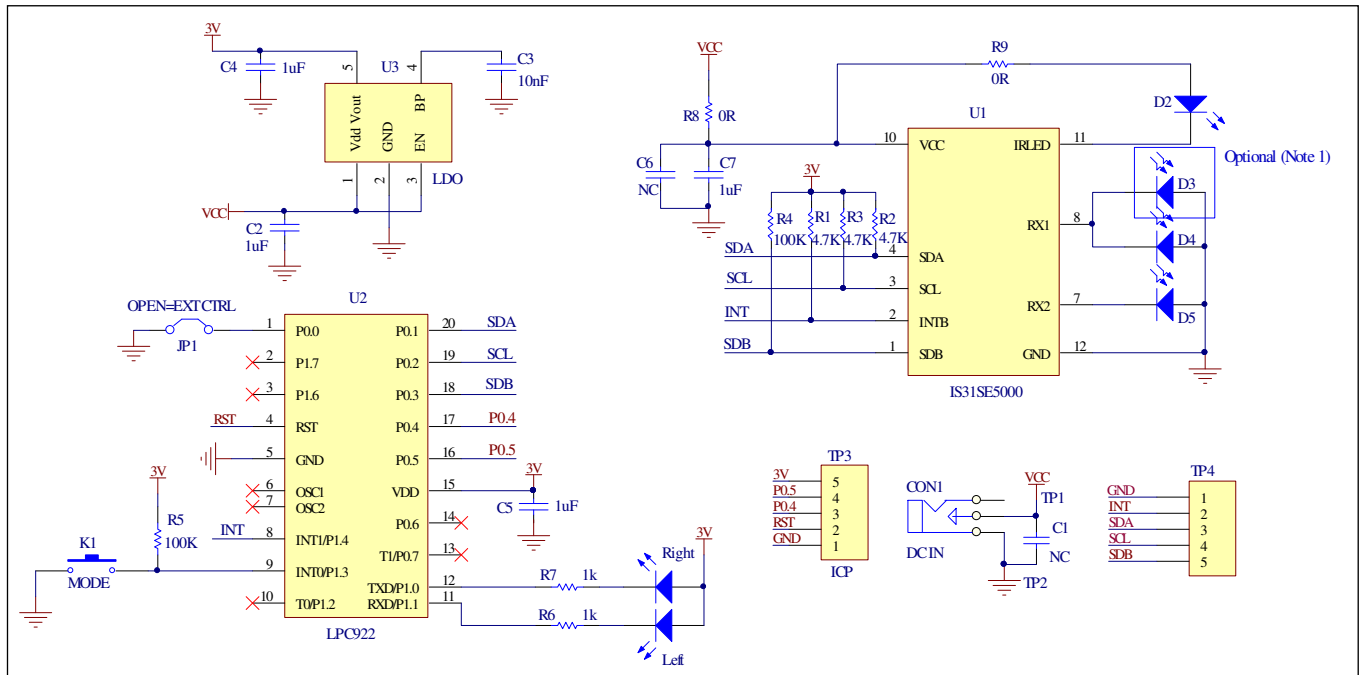 3V
C4
1uF
5
U3
4
C3
10nF
Vdd Vout
GND
BP
EN
1
2
3
LDO
VCC
C2
1uF
VCC
R8
0R
R9
0R
D2
U1
10
VCC
IRLED
11
C6
NC
C7
1uF
Optional (Note 1)
3V
D3
R4
100K
R1
4.7K
R3
4.7K
R2
4.7K
RX1
8
D4
SDA
4
SDA
SCL
3
SCL
RX2
7
D5
INT
2
INTB
SDB
1
SDB
GND
12
IS31SE5000
U2
OPEN=EXTCTRL
JP1
1
P0.0
P0.1
20
SDA
2
P1.7
P0.2
19
SCL
3
P1.6
P0.3
18
SDB
RST
4
RST
P0.4
17
P0.4
5
GND
P0.5
16
P0.5
6
OSC1
VDD
15
3V
7
OSC2
P0.6
14
C5
1uF
3V
R5
100K
INT
8
INT1/P1.4
T1/P0.7
13
K1
MODE
9
INT0/P1.3
TXD/P1.0
12
R7
1k
Right
3V
10
T0/P1.2
RXD/P1.1
11
R6
1k
Left
LPC922
TP3
3V
5
P0.5
4
P0.4
3
RST
2
GND
1
ICP
CON1
DCIN
VCC
TP1
C1
NC
TP2
TP4
GND
1
INT
2
SDA
3
SCL
4
SDB
5